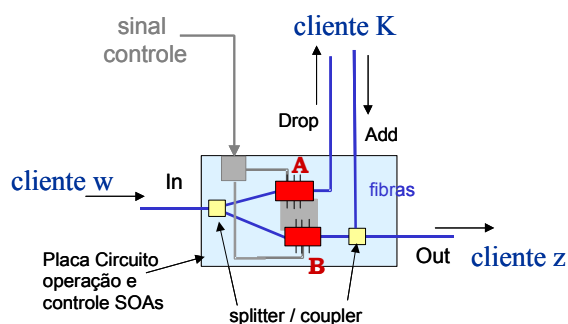 sinal
controle
cliente K
Drop
Add
A
cliente w
In
fibras
B
Out
cliente z
Placa Circuito
operação e
controle SOAs
splitter / coupler